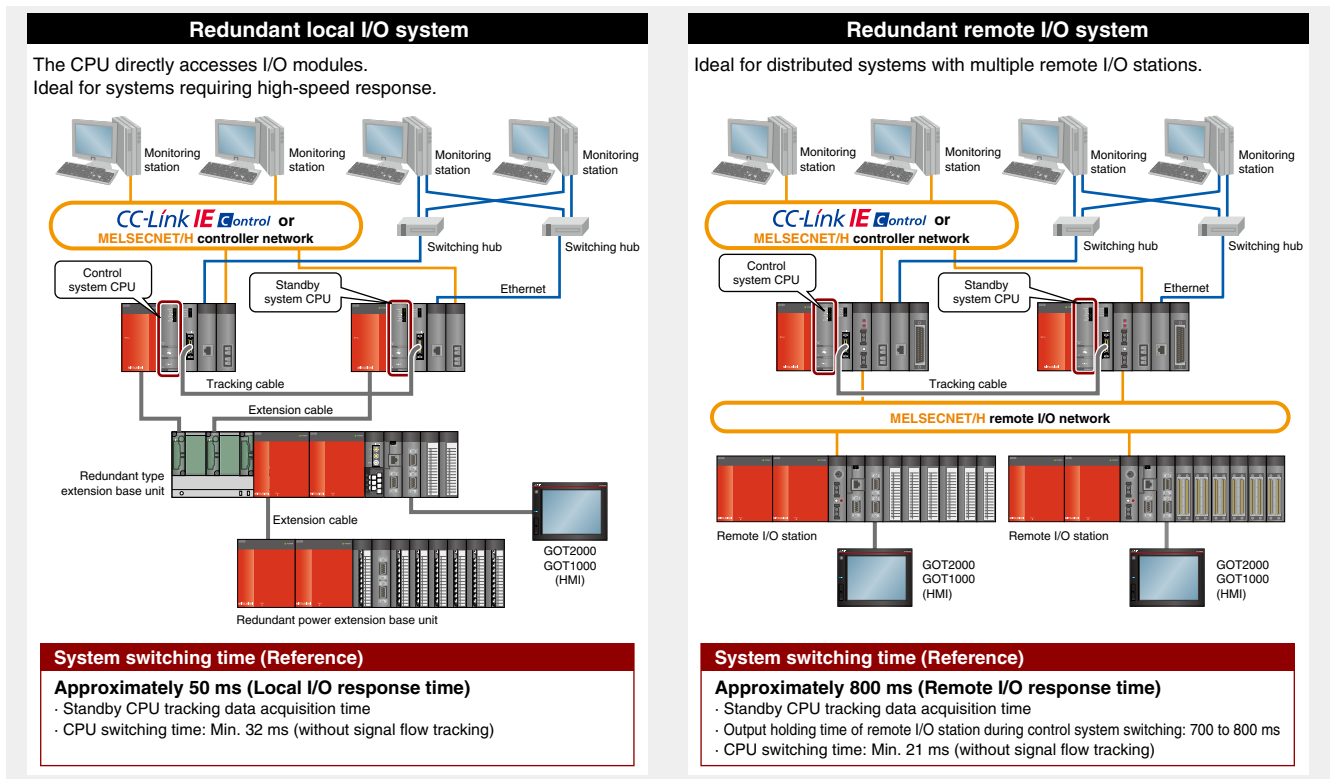 Redundant local I/O system
The CPU directly accesses I/O modules.
Ideal for systems requiring high-speed response.
Monitoring
station
Monitoring
station
Monitoring
station
Monitoring
station
CC-Link IE Control or
MELSECNET/H controller network
Switching hub
Switching hub
Control
system CPU
Standby
system CPU
Ethernet
Tracking cable
Extension cable
Redundant type
extension base unit
Extension cable
GOT2000
GOT1000
(HMI)
Redundant power extension base unit
System switching time (Reference)
Approximately 50 ms (Local I/O response time)
· Standby CPU tracking data acquisition time
· CPU switching time: Min. 32 ms (without signal flow tracking)
Redundant remote I/O system
Ideal for distributed systems with multiple remote I/O stations.
Monitoring
station
Monitoring
station
Monitoring
station
Monitoring
station
CC-Link IE Control or
MELSECNET/H controller network
Switching hub
Switching hub
Control
system CPU
Standby
system CPU
Ethernet
Tracking cable
MELSECNET/H remote I/O network
Remote I/O station
Remote I/O station
GOT2000
GOT1000
(HMI)
GOT2000
GOT1000
(HMI)
System switching time (Reference)
Approximately 800 ms (Remote I/O response time)
· Standby CPU tracking data acquisition time
· Output holding time of remote I/O station during control system switching: 700 to 800 ms
· CPU switching time: Min. 21 ms (without signal flow tracking)